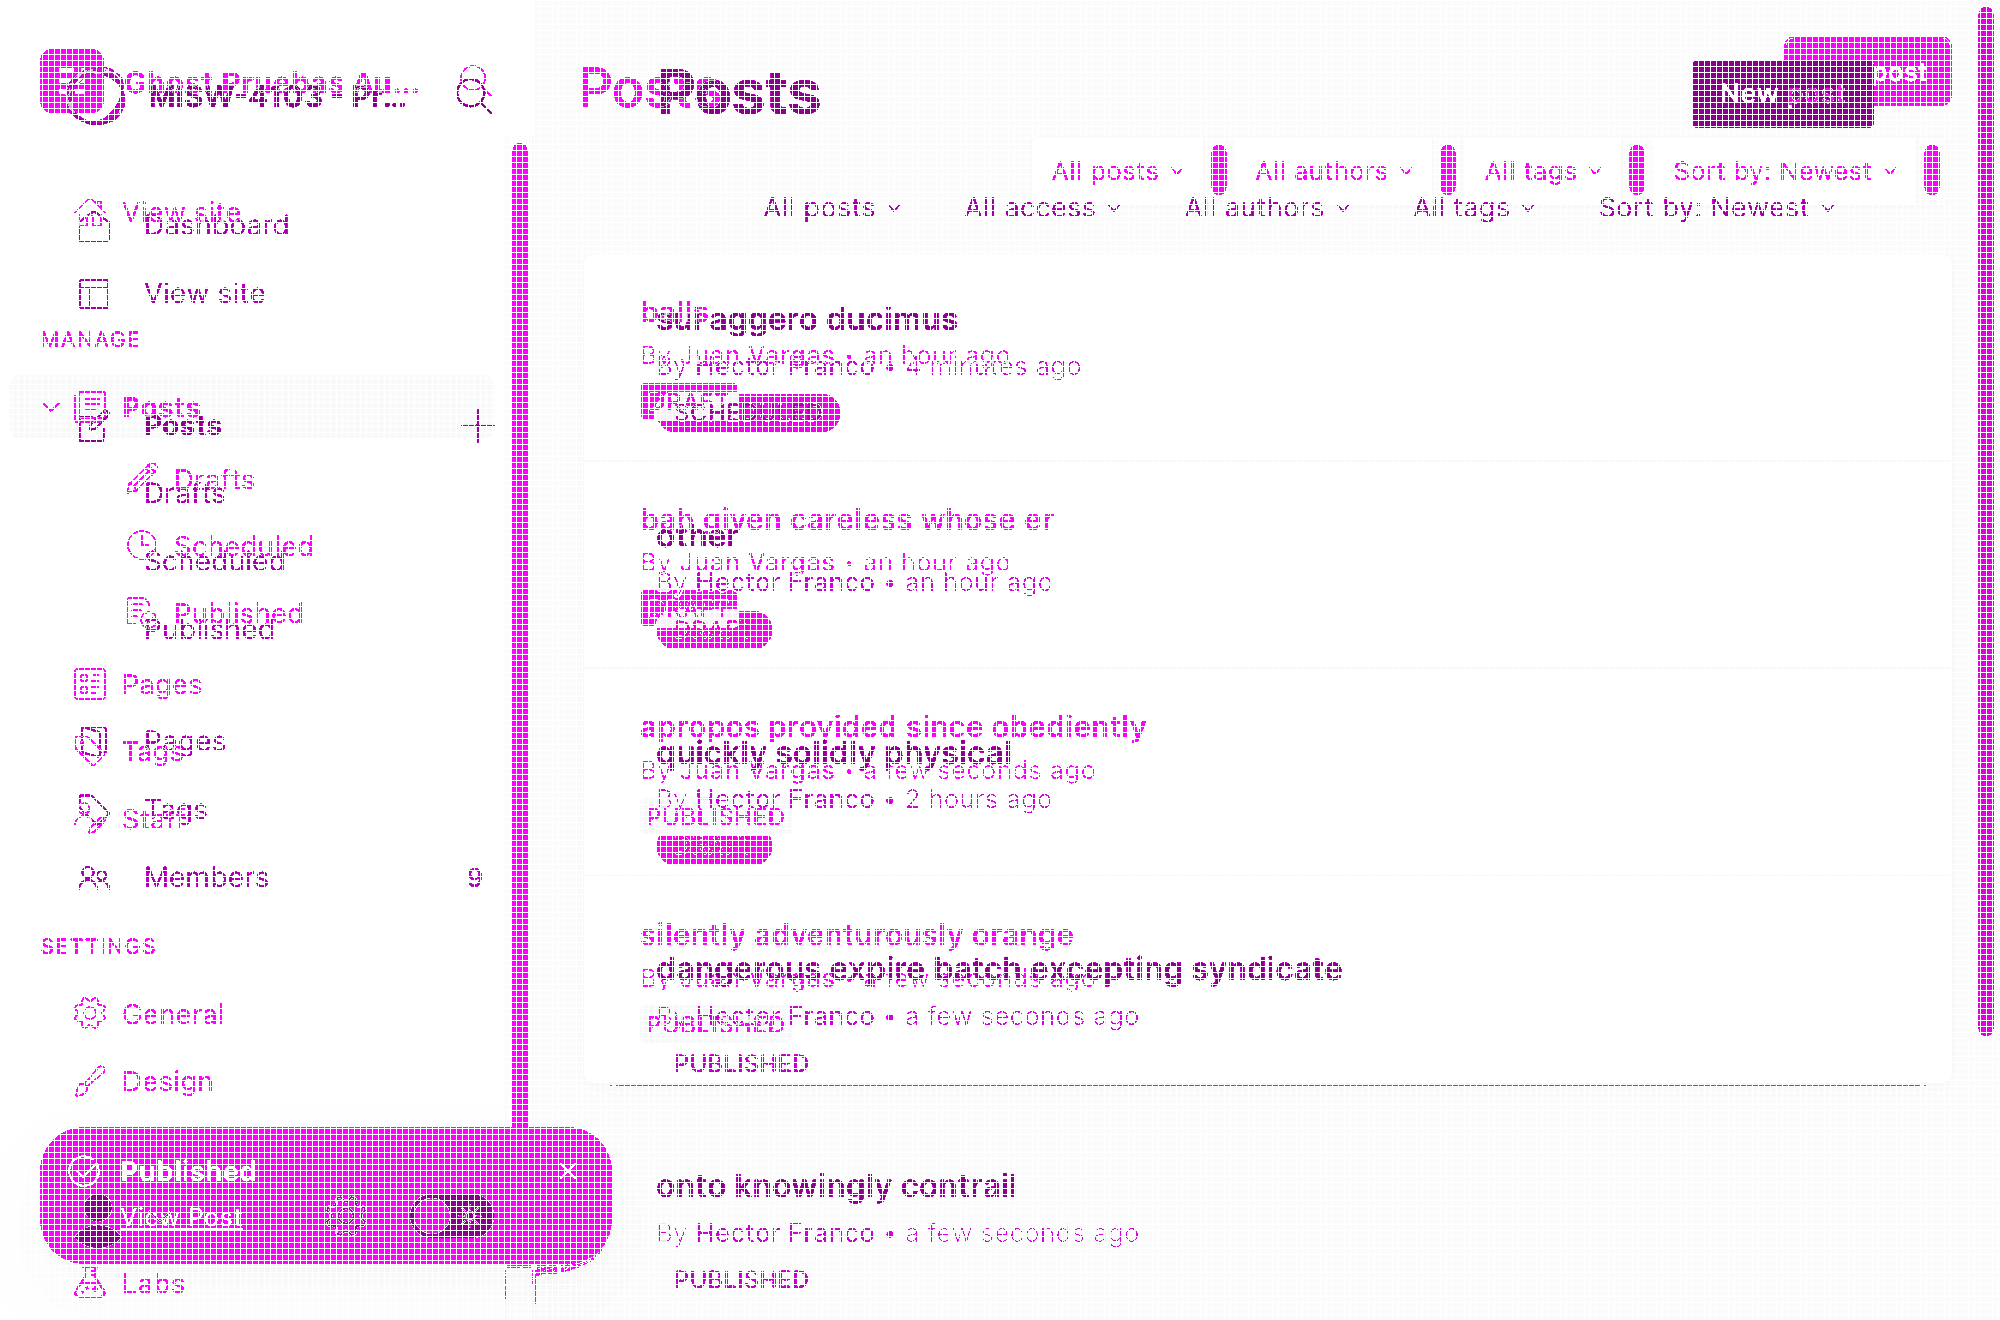 Ghost Pruebas Au...
MSW-4103 - Pr...
Posts
Posts
New post
post
All posts
All authors
All tags
Sort by: Newest
All posts
All access
All authors
All tags
Sort by: Newest
View site
Dashboard
View site
MANAGE
Posts
Posts
Drafts
Drafts
Scheduled
Scheduled
Published
Published
Pages
Pages
Tags
Tags
Staff
Members 9
SETTINGS
General
Design
Published
View Post
Labs
aggero ducimus
By Juan Vargas • an hour ago
By Hector Franco • 4 minutes ago
DRAFT
SCHEDULED
bah given careless whose er
other
By Juan Vargas • an hour ago
By Hector Franco • an hour ago
DRAFT
apropos provided since obediently
quickly solidly physical
By Juan Vargas • a few seconds ago
By Hector Franco • 2 hours ago
PUBLISHED
silently adventurously orange
dangerous expire batch excepting syndicate
By Juan Vargas • a few seconds ago
By Hector Franco • a few seconds ago
PUBLISHED
PUBLISHED
onto knowingly contrail
By Hector Franco • a few seconds ago
PUBLISHED